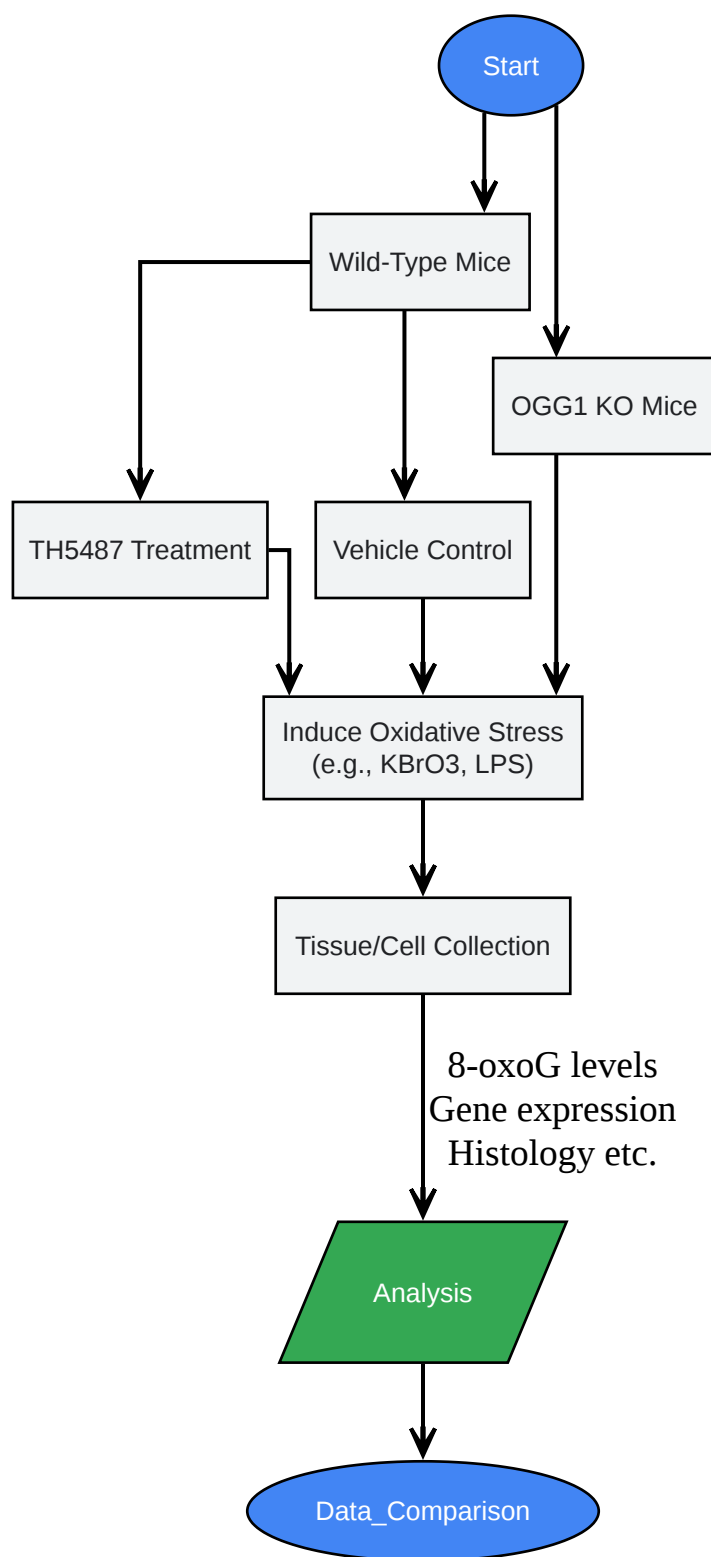 Start
Wild-Type Mice
OGG1 KO Mice
TH5487 Treatment
Vehicle Control
Induce Oxidative Stress
(e.g., KBrO3, LPS)
Tissue/Cell Collection
8-oxoG levels
Gene expression
Histology etc.
Analysis
Data_Comparison